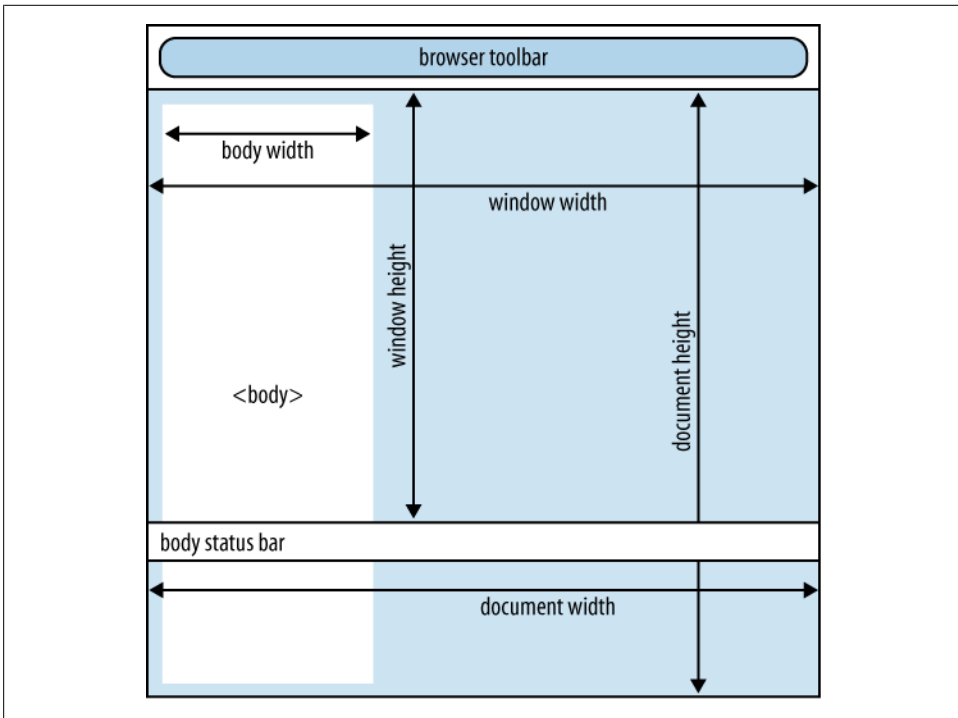 browser toolbar
body width
window width
window height
document height
<body>
body status bar
document width